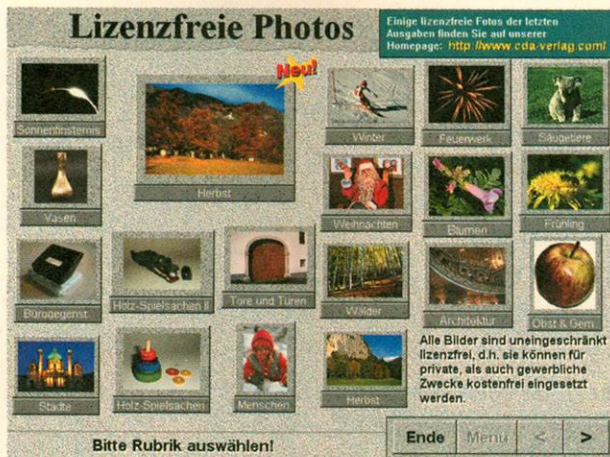 Lizenzfreie Photos
Einige lizenzfreie Fotos der letzten
Ausgaben finden Sie auf unserer
Homepage: http://www.cda-verlag.com/
Neu!
Sonnenfinsternis
Herbst
Winter
Feuerwerk
Säugetiere
Vasen
Weihnachten
Blumen
Frühling
Bürogegenst.
Holz-Spielsachen II
Tore und Türen
Wälder
Architektur
Obst & Gem.
Städte
Holz-Spielsachen
Menschen
Herbst
Alle Bilder sind uneingeschränkt
lizenzfrei, d.h. sie können für
private, als auch gewerbliche
Zwecke kostenfrei eingesetzt
werden.
Bitte Rubrik auswählen!
Ende
Menü
<
>